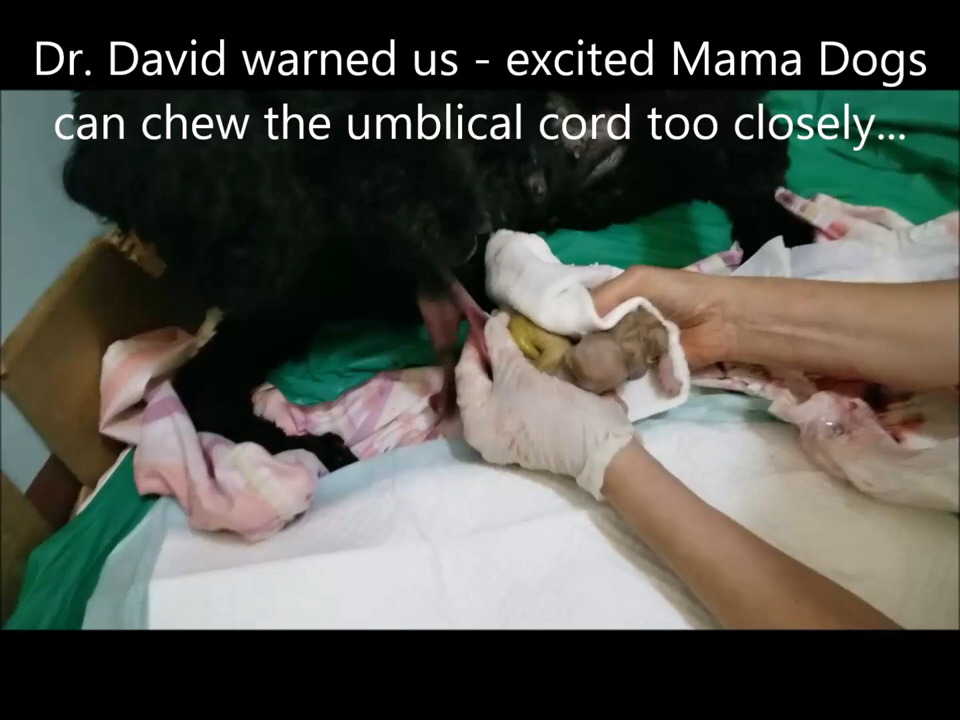 Dr. David warned us - excited Mama Dogs
can chew the umblical cord too closely...